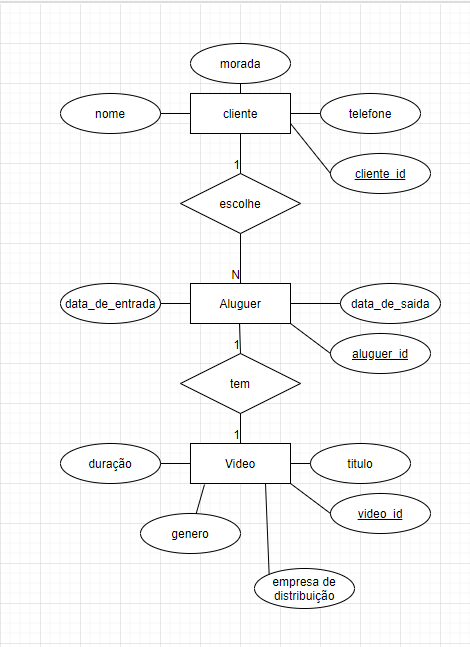 morada
nome
cliente
telefone
cliente_id
1
escolhe
N
data_de_entrada
Aluguer
data_de_saida
1
aluguer_id
tem
1
duração
Video
titulo
video_id
genero
empresa de
distribuição